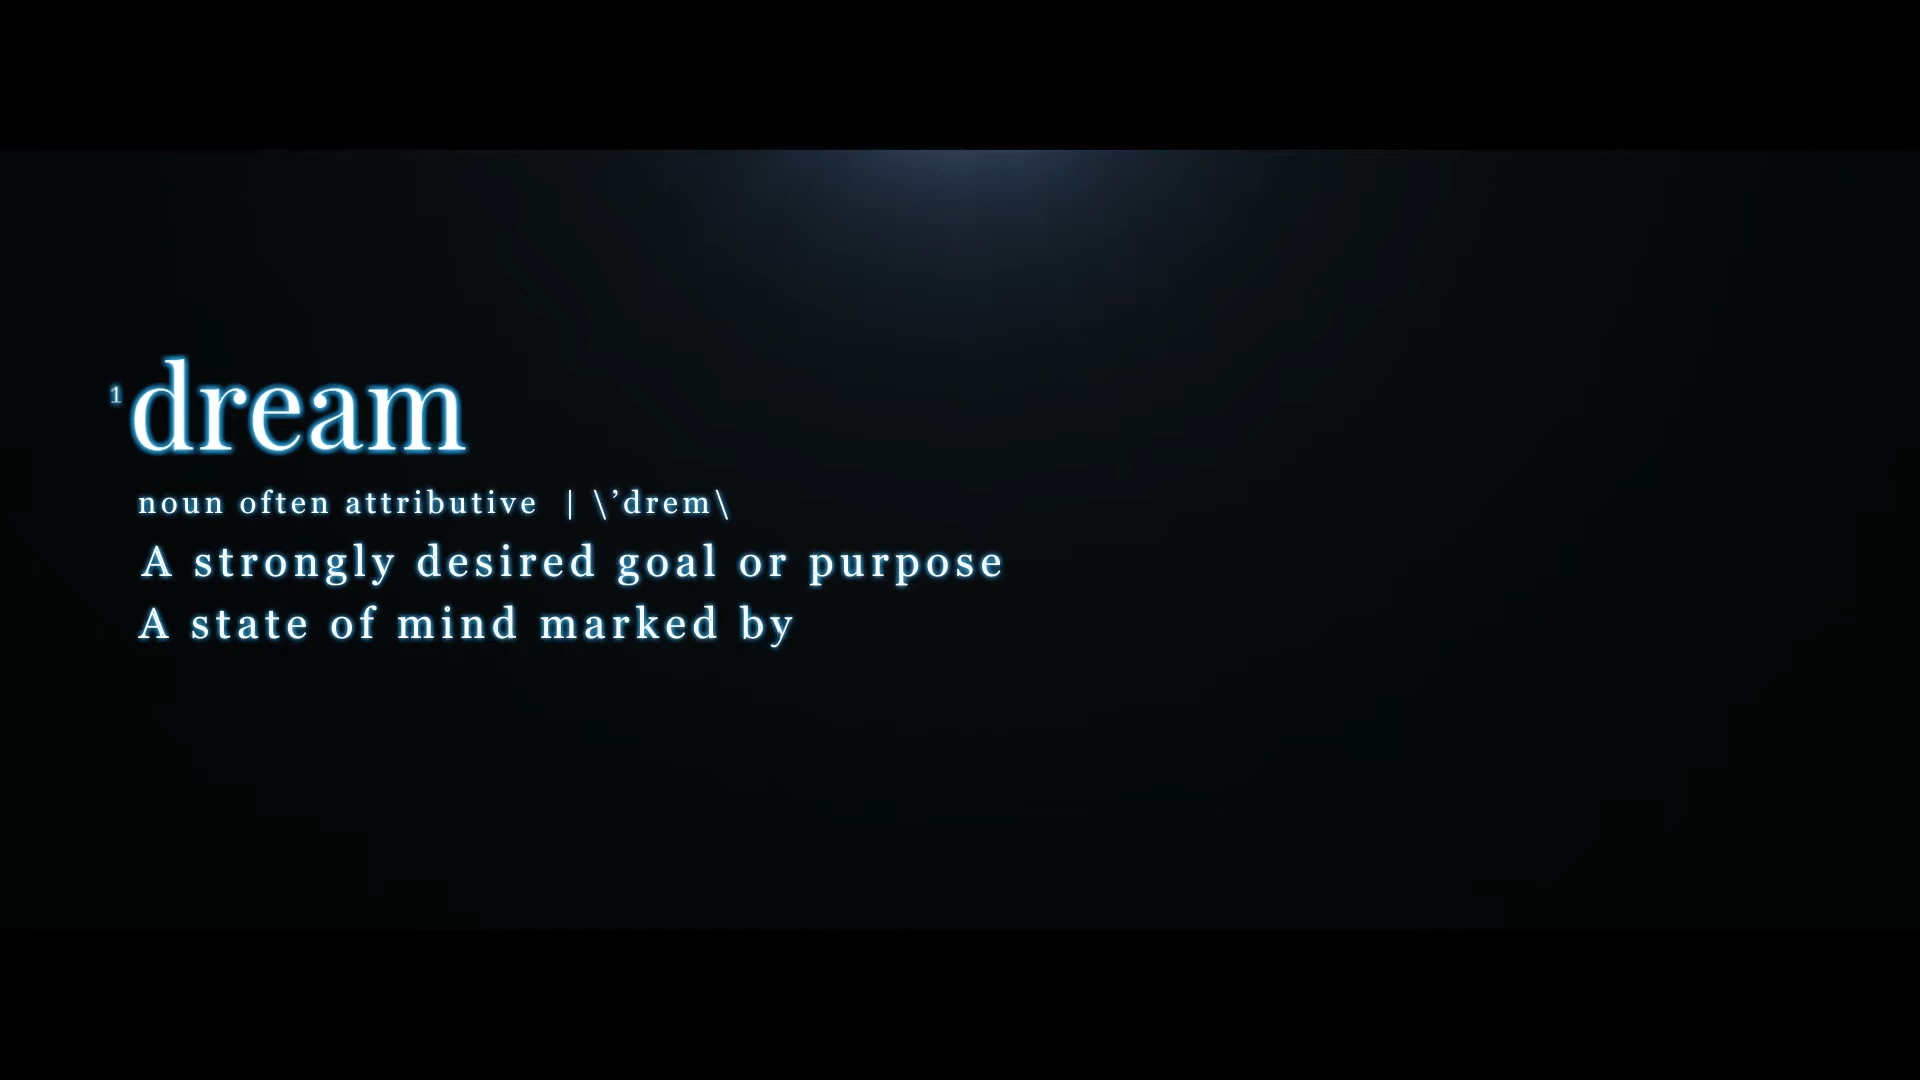 ¹dream
noun often attributive | \’drem\
A strongly desired goal or purpose
A state of mind marked by